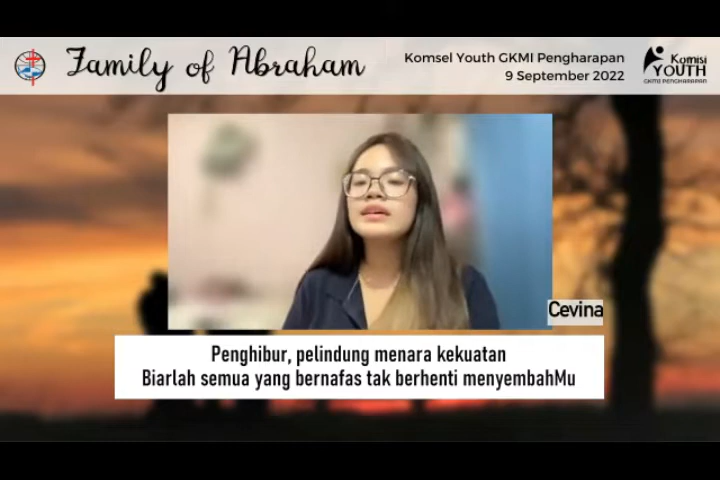 Family of Abraham
Komsel Youth GKMI Pengharapan
9 September 2022
Komisi
YOUTH
GKMI PENGHARAPAN
Cevina
Penghibur, pelindung menara kekuatan
Biarlah semua yang bernafas tak berhenti menyembahMu